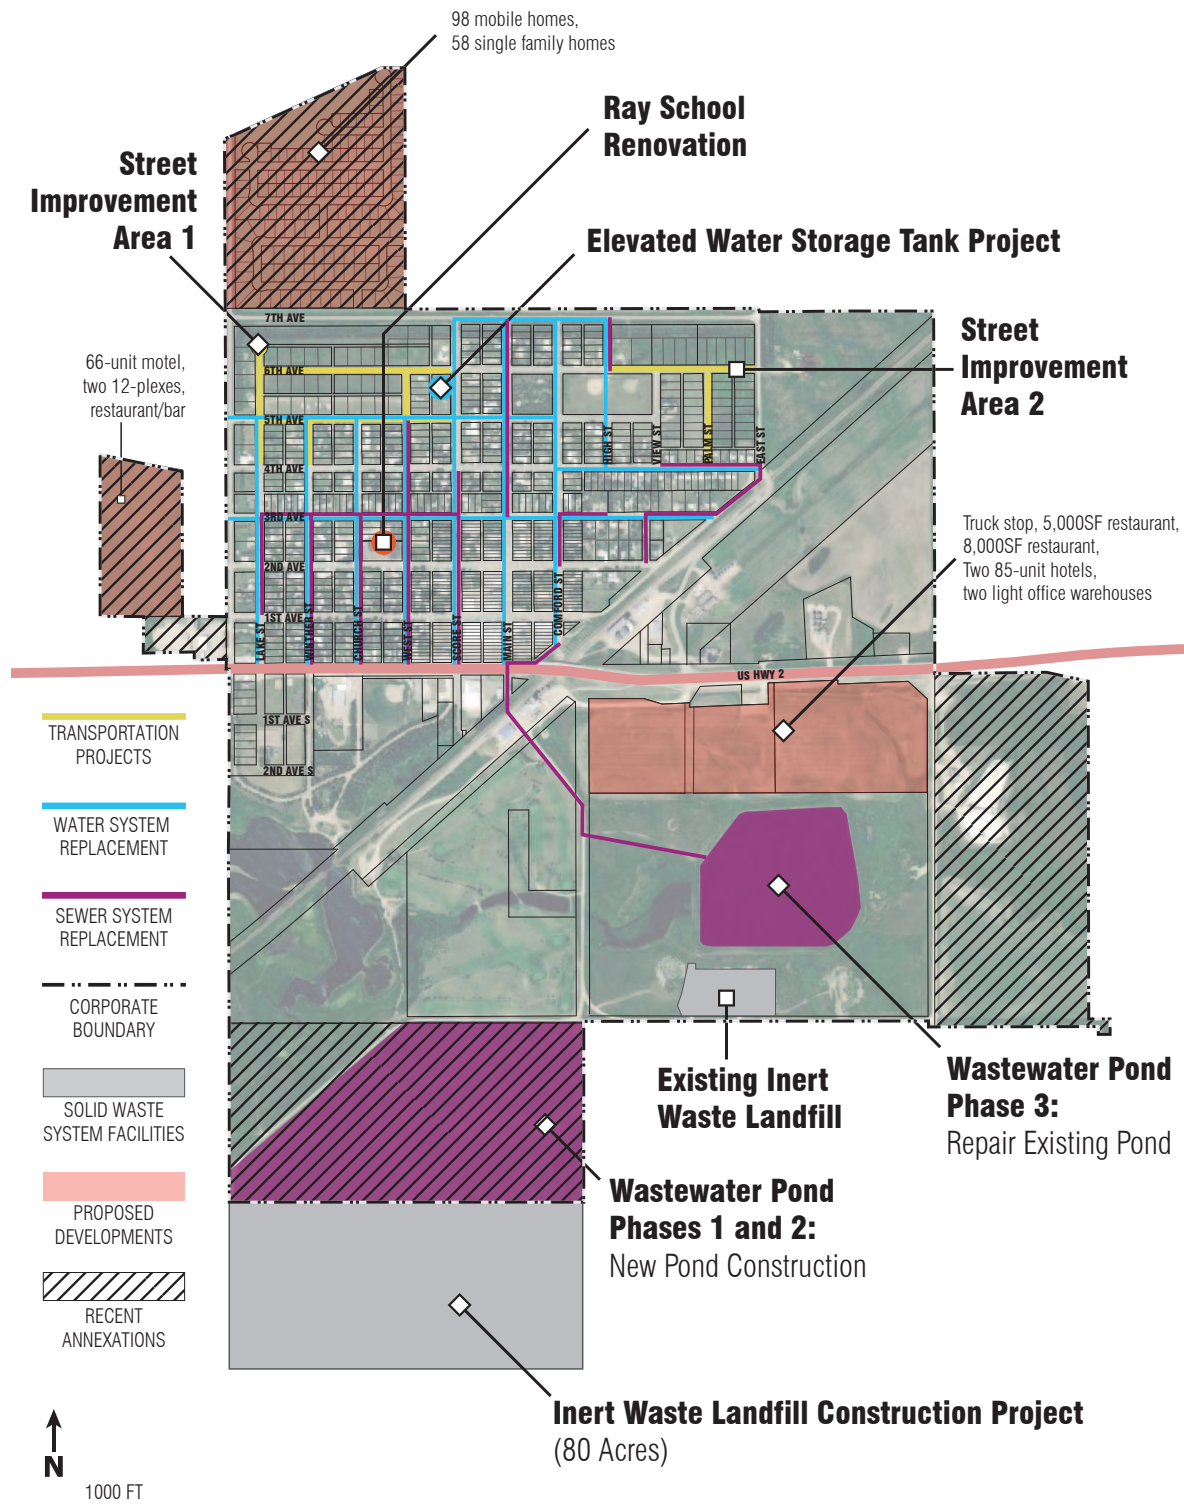 98 mobile homes,
58 single family homes
Ray School
Renovation
Street
Improvement
Area 1
Elevated Water Storage Tank Project
7TH AVE
Street
Improvement
Area 2
66-unit motel,
two 12-plexes,
restaurant/bar
6TH AVE
5TH AVE
HIGH ST
VIEW ST
PALM ST
EAST ST
4TH AVE
3RD AVE
Truck stop, 5,000SF restaurant,
8,000SF restaurant,
Two 85-unit hotels,
two light office warehouses
2ND AVE
1ST AVE
LAKE ST
WINTHER ST
CHURCH ST
WEST ST
SCORE ST
MAIN ST
COMFORD ST
US HWY 2
1ST AVE S
2ND AVE S
TRANSPORTATION
PROJECTS
WATER SYSTEM
REPLACEMENT
SEWER SYSTEM
REPLACEMENT
CORPORATE
BOUNDARY
SOLID WASTE
SYSTEM FACILITIES
PROPOSED
DEVELOPMENTS
RECENT
ANNEXATIONS
Existing Inert
Waste Landfill
Wastewater Pond
Phase 3:
Repair Existing Pond
Wastewater Pond
Phases 1 and 2:
New Pond Construction
Inert Waste Landfill Construction Project
(80 Acres)
N
1000 FT